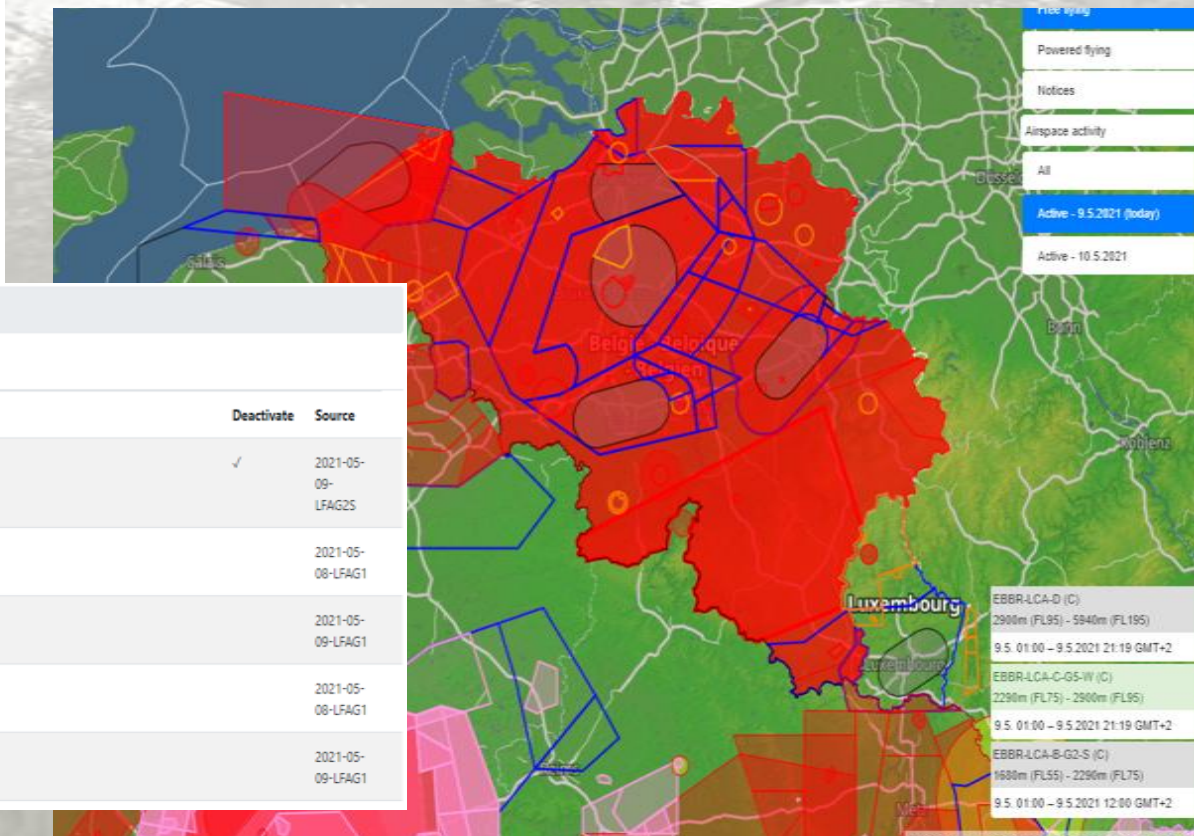 Free flying
Powered flying
Notices
Airspace activity
All
Active - 9.5.2021 (today)
Active - 10.5.2021
Calais
België - Belgique
- Belgien
Bonn
Koblenz
Luxembourg
Luxembourg
Metz
Deactivate Source
✓ 2021-05-
09-
LFAG2S
2021-05-
08-LFAG1
2021-05-
09-LFAG1
2021-05-
08-LFAG1
2021-05-
09-LFAG1
EBBR-LCA-D (C)
2900m (FL95) - 5940m (FL195)
9.5. 01:00 – 9.5.2021 21:19 GMT+2
EBBR-LCA-C-G5-W (C)
2290m (FL75) - 2900m (FL95)
9.5. 01:00 – 9.5.2021 21:19 GMT+2
EBBR-LCA-B-G2-S (C)
1680m (FL55) - 2290m (FL75)
9.5. 01:00 – 9.5.2021 12:00 GMT+2